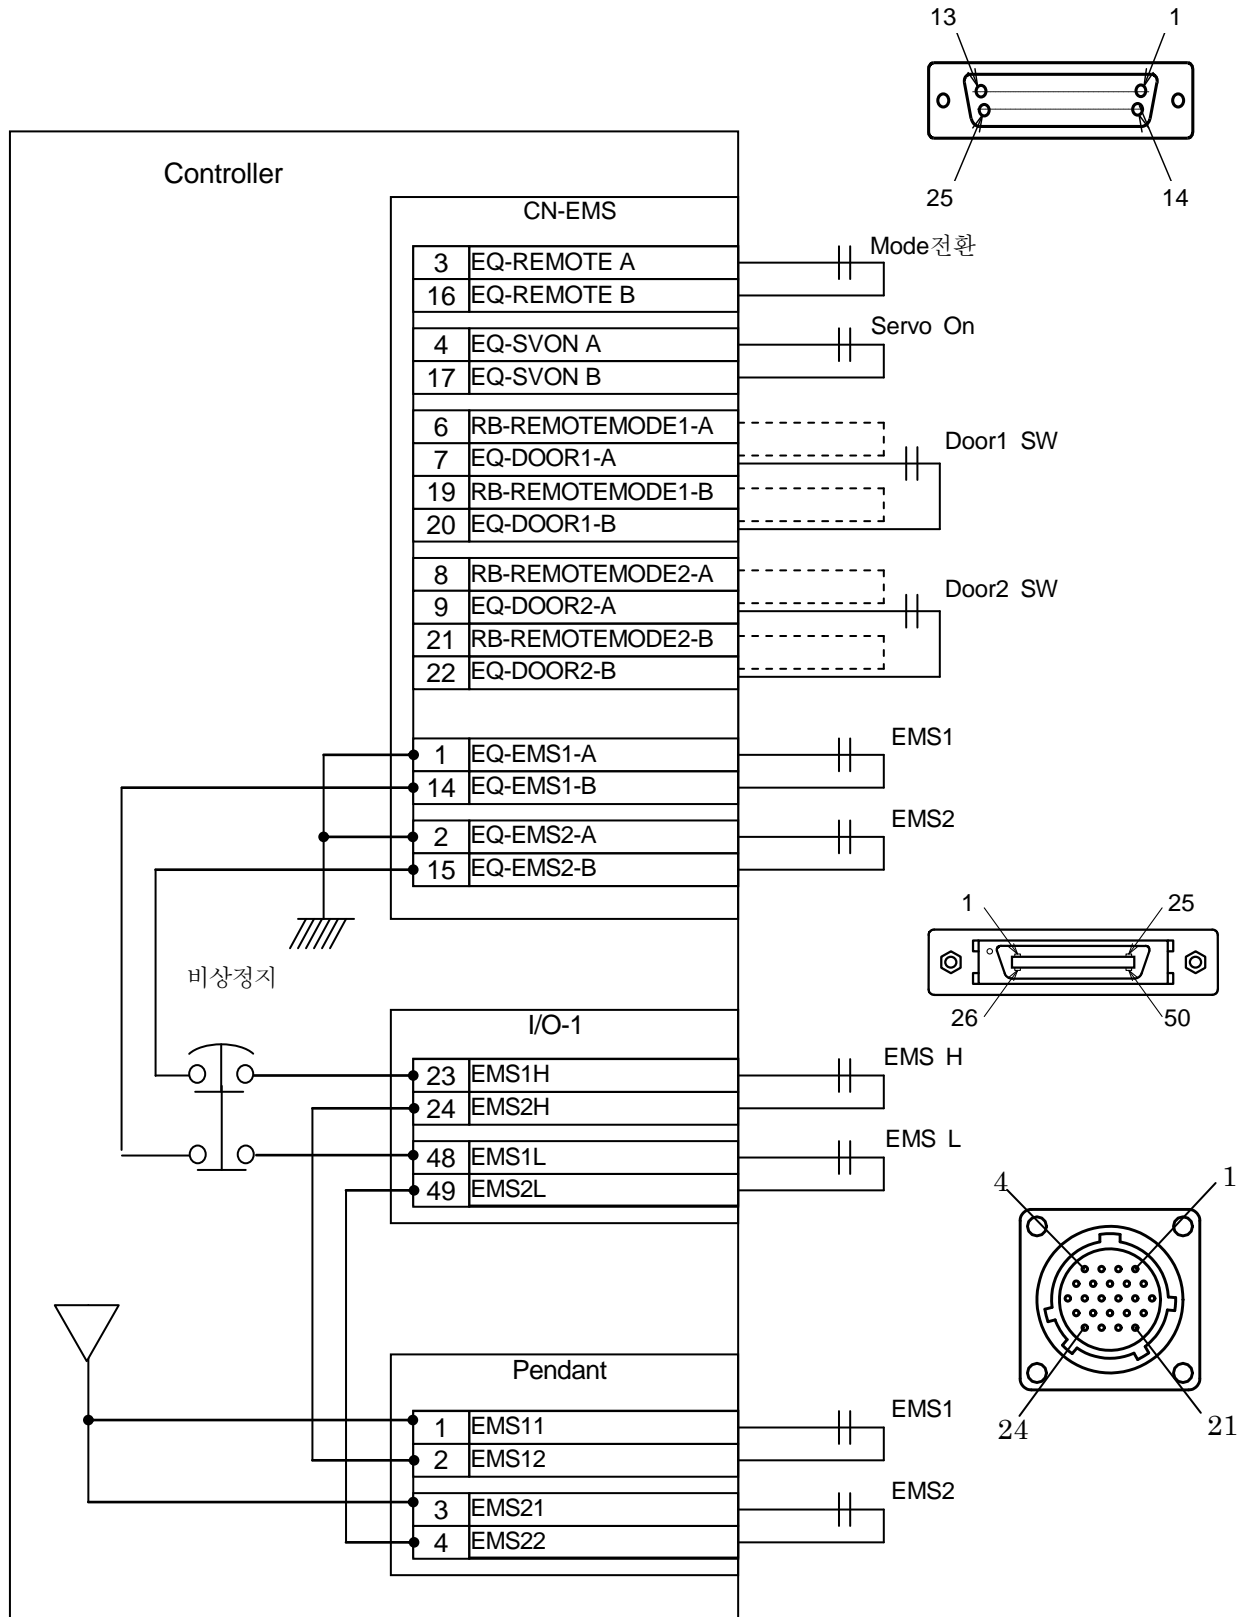 13 1
25 14
Controller
CN-EMS
3 EQ-REMOTE A Mode전환
16 EQ-REMOTE B
4 EQ-SVON A Servo On
17 EQ-SVON B
6 RB-REMOTEMODE1-A
7 EQ-DOOR1-A Door1 SW
19 RB-REMOTEMODE1-B
20 EQ-DOOR1-B
8 RB-REMOTEMODE2-A
9 EQ-DOOR2-A Door2 SW
21 RB-REMOTEMODE2-B
22 EQ-DOOR2-B
1 EQ-EMS1-A EMS1
14 EQ-EMS1-B
2 EQ-EMS2-A EMS2
15 EQ-EMS2-B
1 25
26 50
비상정지
I/O-1
23 EMS1H EMS H
24 EMS2H
48 EMS1L EMS L
49 EMS2L
4 1
24 21
Pendant
1 EMS11 EMS1
2 EMS12
3 EMS21 EMS2
4 EMS22